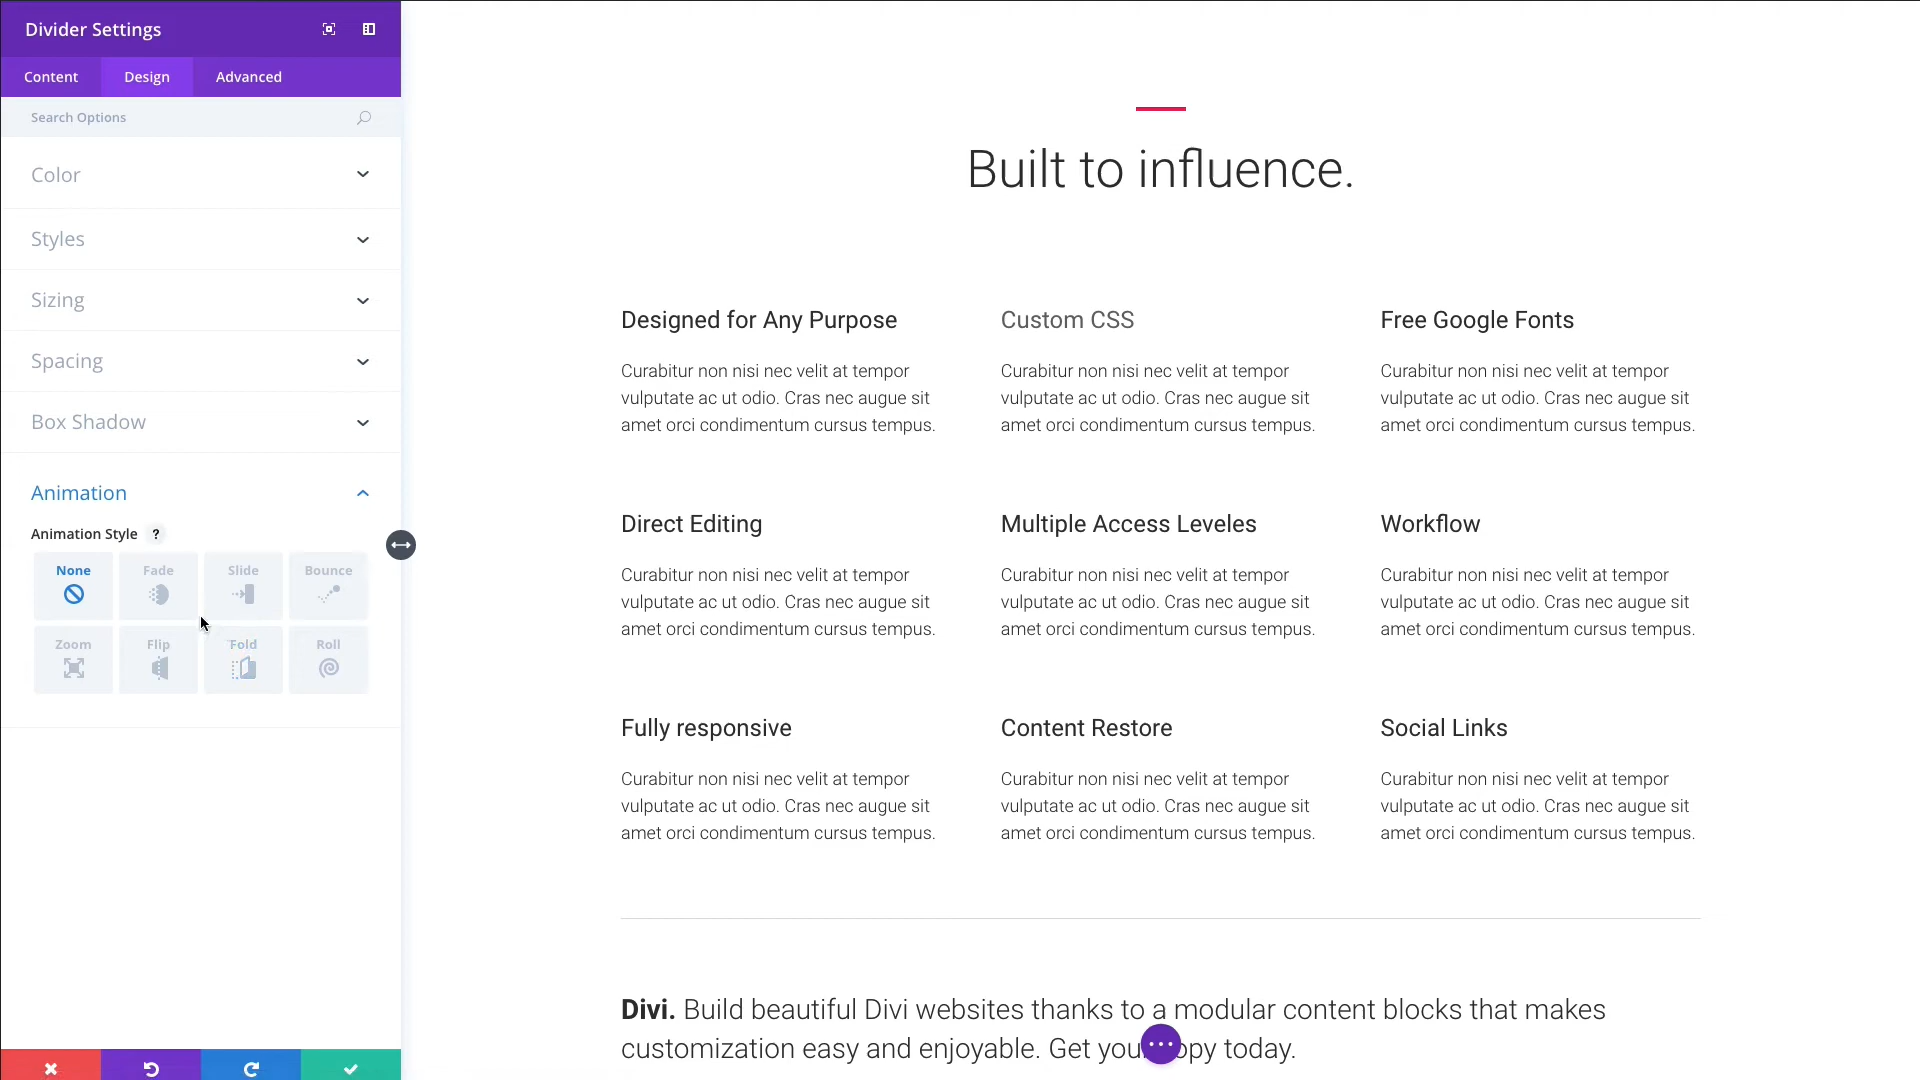 Divider Settings
Content Design Advanced
Search Options
Color
Styles
Sizing
Spacing
Box Shadow
Animation
Animation Style ?
None Fade Slide Bounce
Zoom Flip Fold Roll
Built to influence.
Designed for Any Purpose
Curabitur non nisi nec velit at tempor
vulputate ac ut odio. Cras nec augue sit
amet orci condimentum cursus tempus.
Custom CSS
Curabitur non nisi nec velit at tempor
vulputate ac ut odio. Cras nec augue sit
amet orci condimentum cursus tempus.
Free Google Fonts
Curabitur non nisi nec velit at tempor
vulputate ac ut odio. Cras nec augue sit
amet orci condimentum cursus tempus.
Direct Editing
Curabitur non nisi nec velit at tempor
vulputate ac ut odio. Cras nec augue sit
amet orci condimentum cursus tempus.
Multiple Access Leveles
Curabitur non nisi nec velit at tempor
vulputate ac ut odio. Cras nec augue sit
amet orci condimentum cursus tempus.
Workflow
Curabitur non nisi nec velit at tempor
vulputate ac ut odio. Cras nec augue sit
amet orci condimentum cursus tempus.
Fully responsive
Curabitur non nisi nec velit at tempor
vulputate ac ut odio. Cras nec augue sit
amet orci condimentum cursus tempus.
Content Restore
Curabitur non nisi nec velit at tempor
vulputate ac ut odio. Cras nec augue sit
amet orci condimentum cursus tempus.
Social Links
Curabitur non nisi nec velit at tempor
vulputate ac ut odio. Cras nec augue sit
amet orci condimentum cursus tempus.
Divi. Build beautiful Divi websites thanks to a modular content blocks that makes
customization easy and enjoyable. Get today.